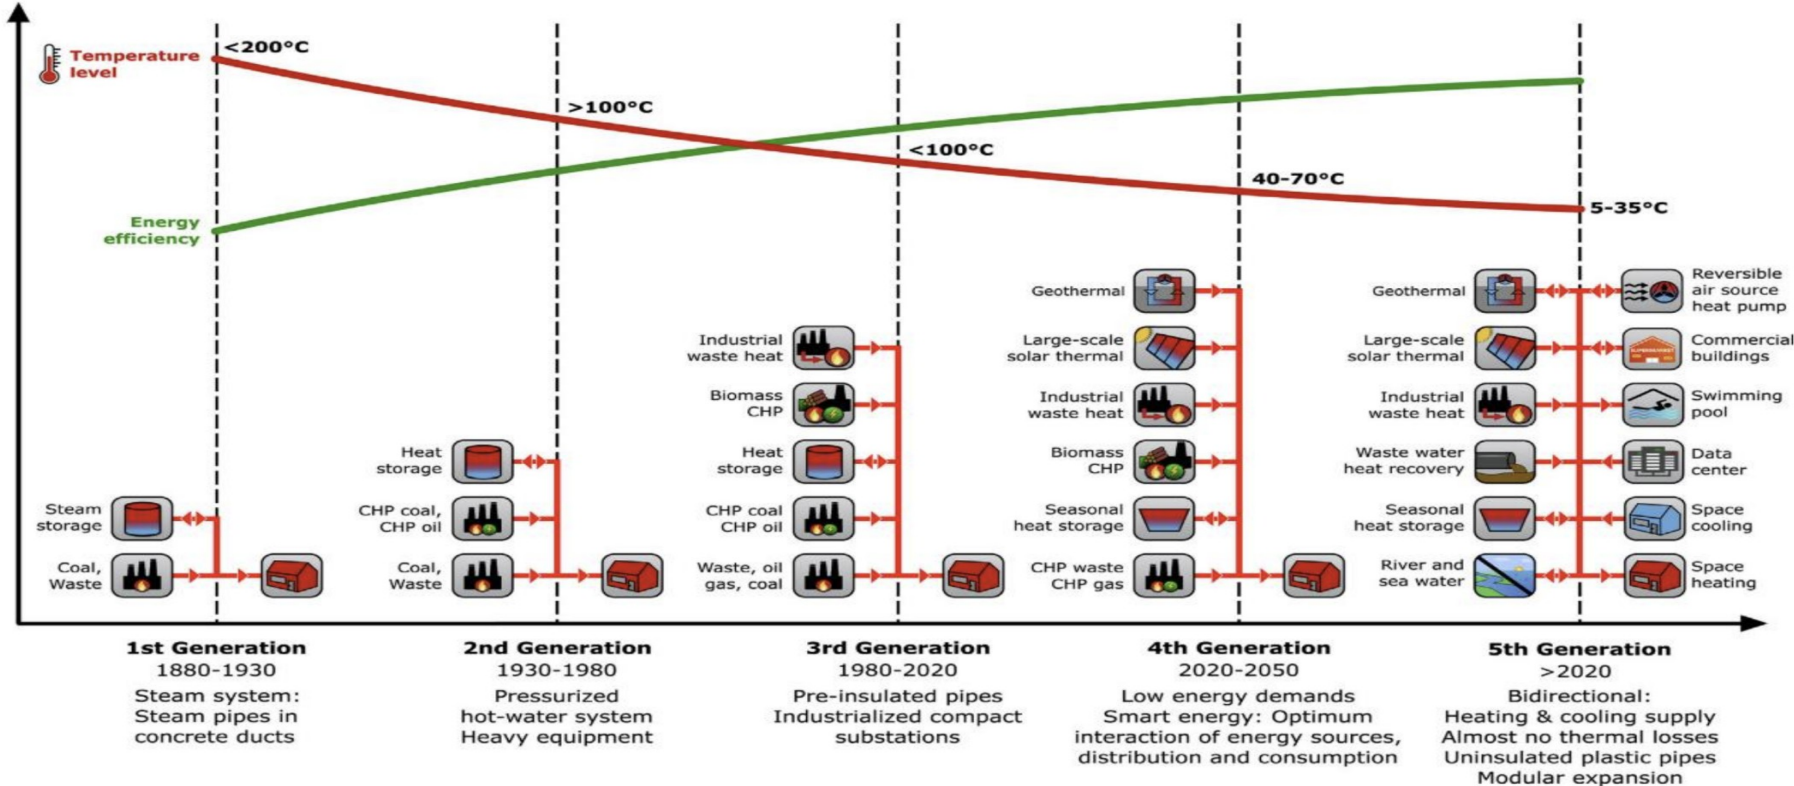 Temperature
level
<200°C
>100°C
<100°C
40-70°C
5-35°C
Energy
efficiency
Steam
storage
Coal,
Waste
Heat
storage
CHP coal,
CHP oil
Coal,
Waste
Industrial
waste heat
Biomass
CHP
Heat
storage
CHP coal
CHP oil
Waste, oil
gas, coal
Geothermal
Large-scale
solar thermal
Industrial
waste heat
Biomass
CHP
Seasonal
heat storage
CHP waste
CHP gas
Geothermal
Large-scale
solar thermal
Industrial
waste heat
Waste water
heat recovery
Seasonal
heat storage
River and
sea water
Reversible
air source
heat pump
SUPERMARKET
Commercial
buildings
Swimming
pool
Data
center
Space
cooling
Space
heating
1st Generation
1880-1930
Steam system:
Steam pipes in
concrete ducts
2nd Generation
1930-1980
Pressurized
hot-water system
Heavy equipment
3rd Generation
1980-2020
Pre-insulated pipes
Industrialized compact
substations
4th Generation
2020-2050
Low energy demands
Smart energy: Optimum
interaction of energy sources,
distribution and consumption
5th Generation
>2020
Bidirectional:
Heating & cooling supply
Almost no thermal losses
Uninsulated plastic pipes
Modular expansion